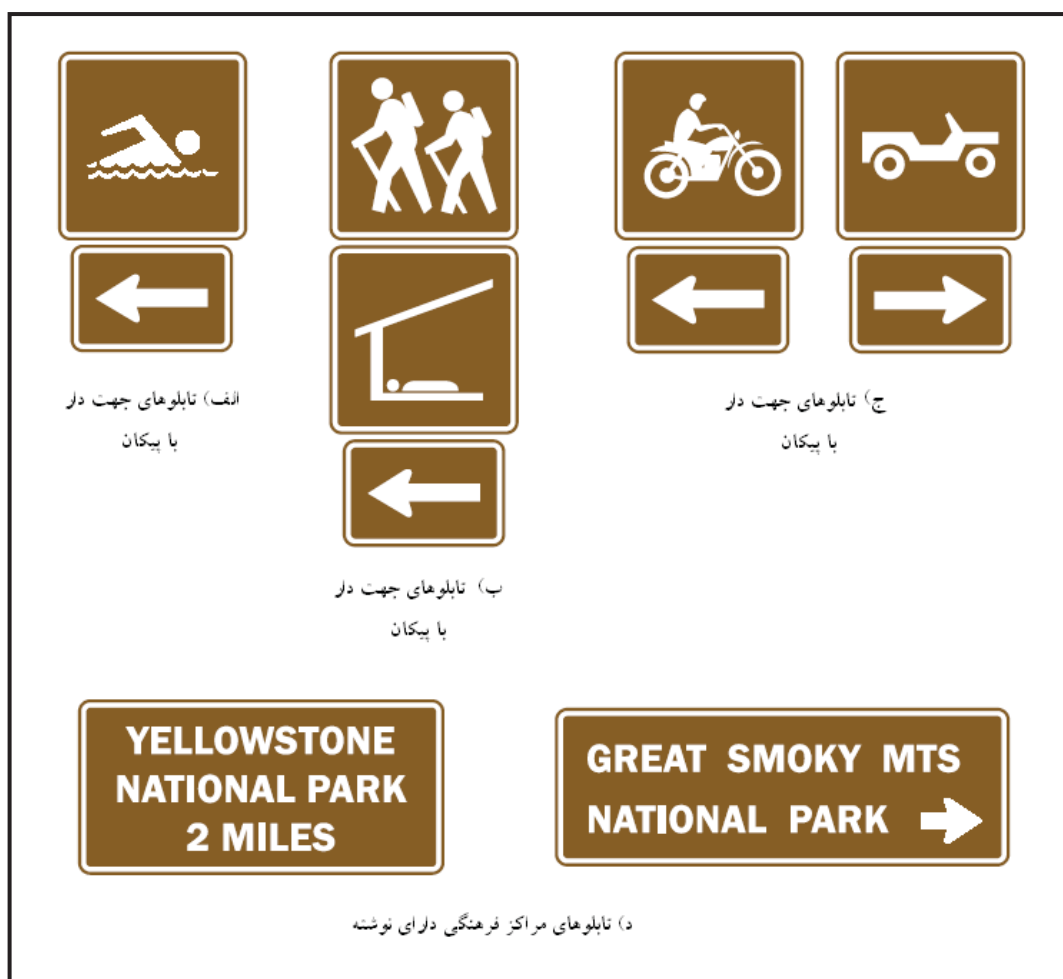 الف) تابلوهای جهت دار
با پیکان
ج) تابلوهای جهت دار
با پیکان
ب) تابلوهای جهت دار
با پیکان
YELLOWSTONE
NATIONAL PARK
2 MILES
GREAT SMOKY MTS
NATIONAL PARK
د) تابلوهای مراکز فرهنگی دارای نوشته